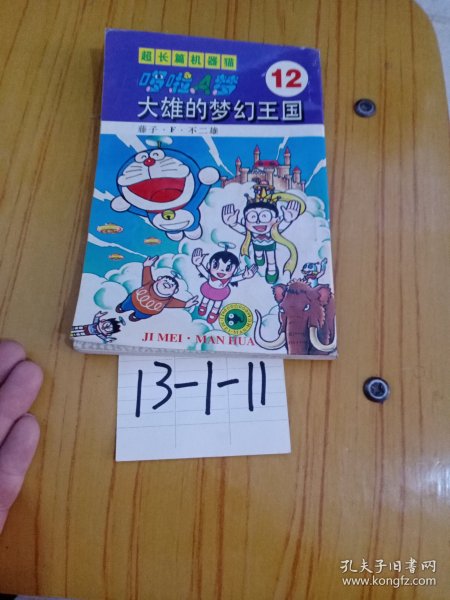 超长篇机器猫
哆啦A梦
12
大雄的梦幻王国
藤子·F·不二雄
JI MEI·MAN HUA
13-1-11
孔夫子旧书网
www.kongfz.com